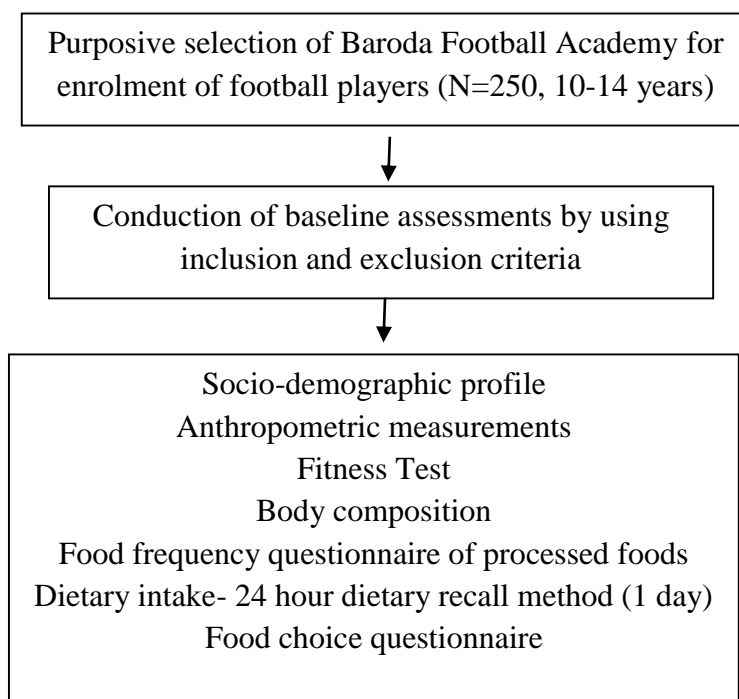 Purposive selection of Baroda Football Academy for
enrolment of football players (N=250, 10-14 years)
Conduction of baseline assessments by using
inclusion and exclusion criteria
Socio-demographic profile
Anthropometric measurements
Fitness Test
Body composition
Food frequency questionnaire of processed foods
Dietary intake- 24 hour dietary recall method (1 day)
Food choice questionnaire